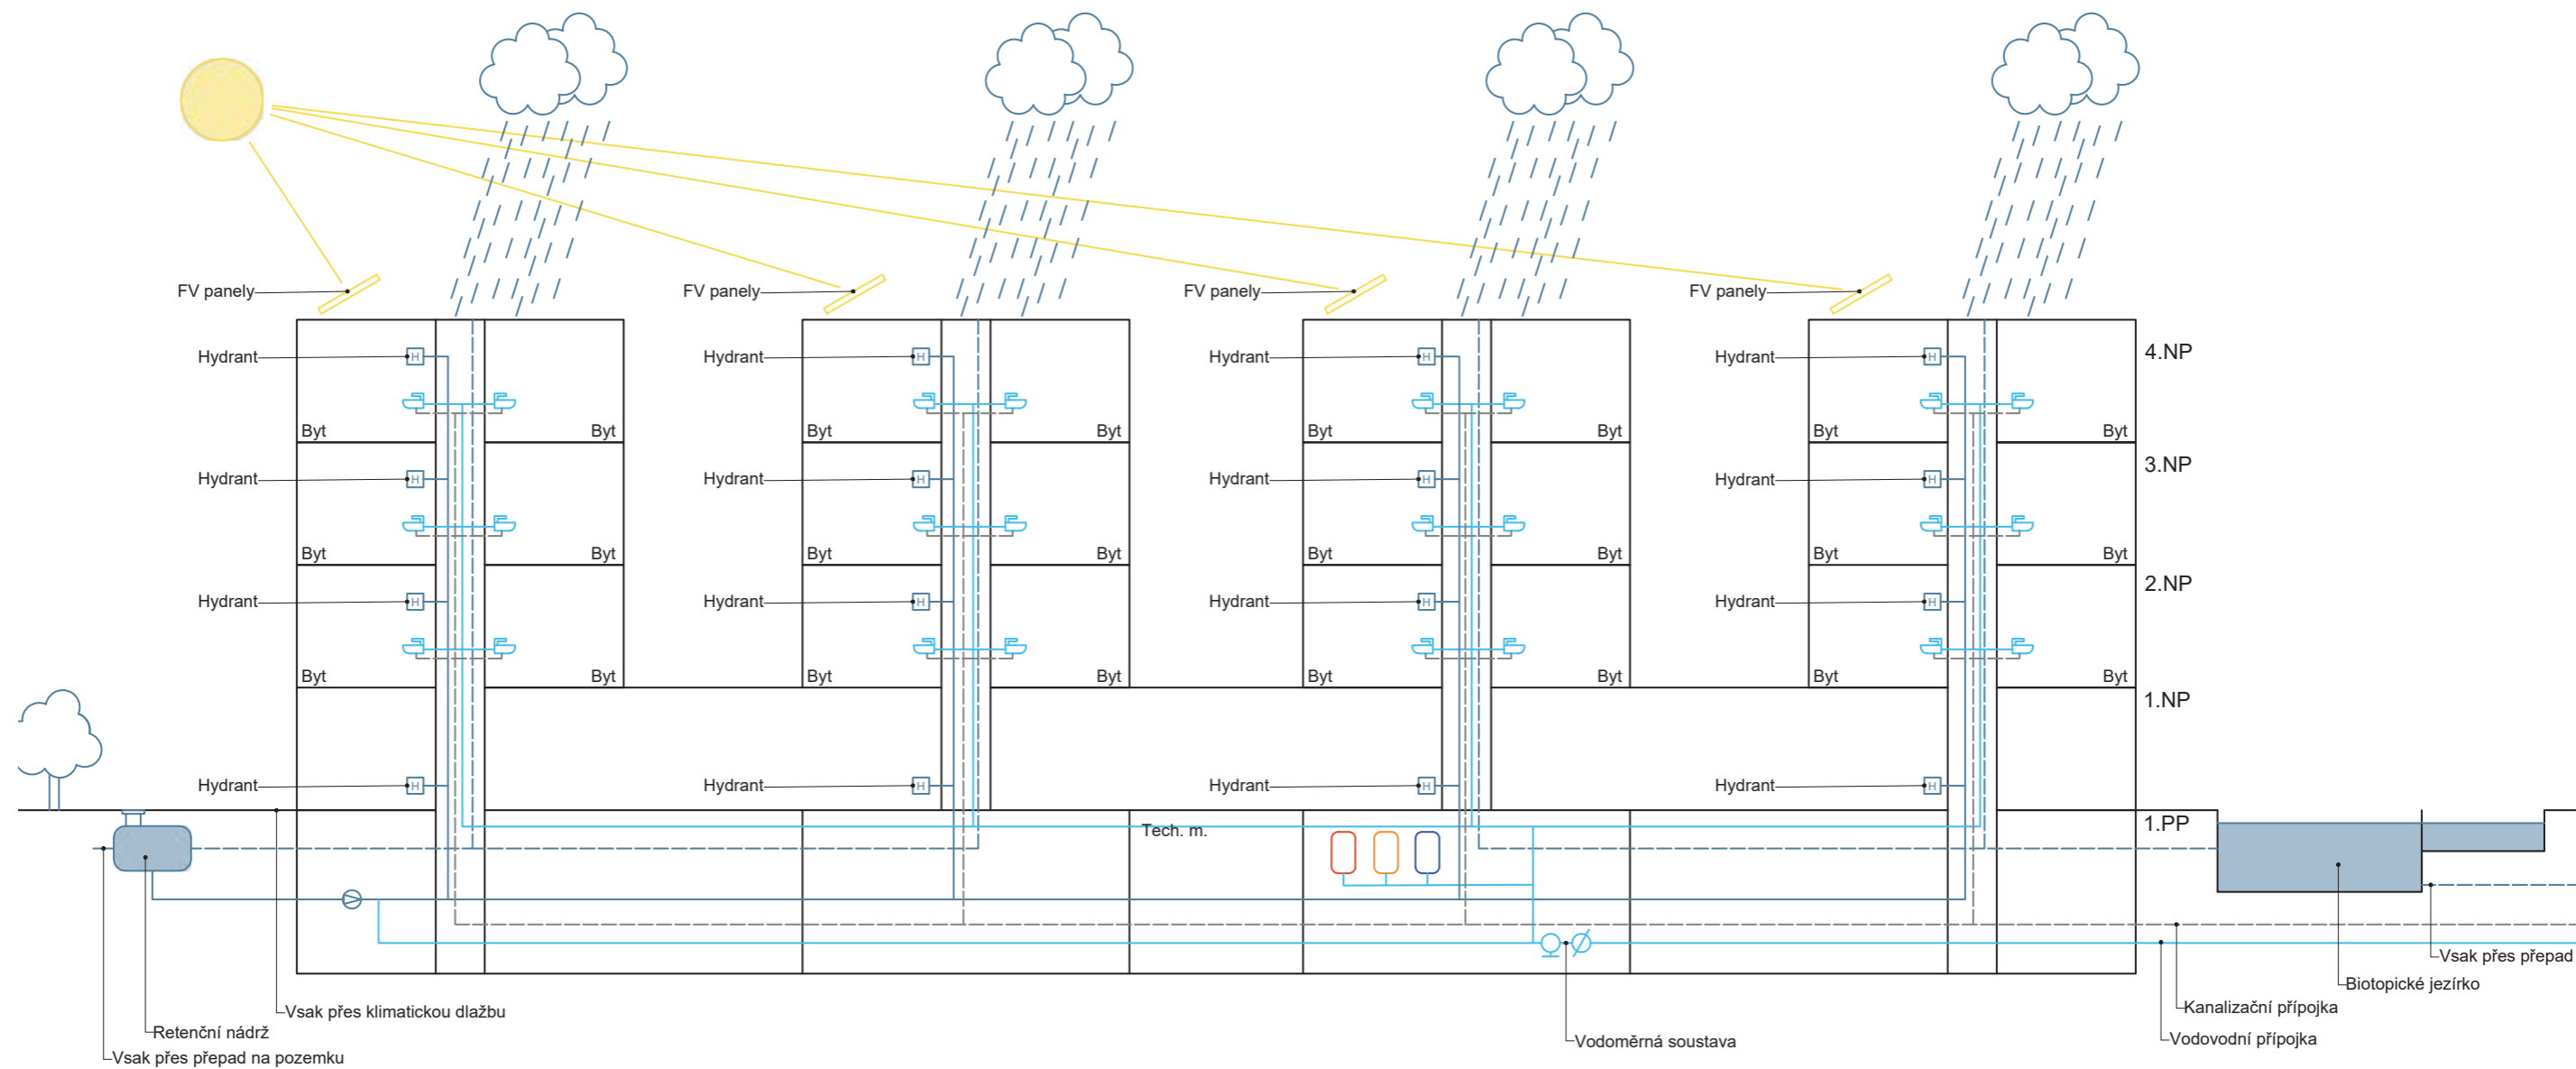 FV panely FV panely FV panely FV panely
Hydrant H Hydrant H Hydrant H Hydrant H 4.NP
Byt Byt Byt Byt Byt Byt Byt Byt
3.NP
Hydrant H Hydrant H Hydrant H Hydrant H
Byt Byt Byt Byt Byt Byt Byt Byt
2.NP
Hydrant H Hydrant H Hydrant H Hydrant H
Byt Byt Byt Byt Byt Byt Byt Byt
1.NP
Hydrant H Hydrant H Hydrant H Hydrant H
1.PP
Tech. m.
Vsak přes přepad
Biotopické jezírko
Kanalizační přípojka
Vsak přes klimatickou dlažbu
Retenční nádrž
Vodoměrná soustava
Vodovodní přípojka
Vsak přes přepad na pozemku